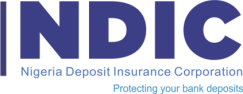 NDIC
Nigeria Deposit Insurance Corporation
Protecting your bank deposits